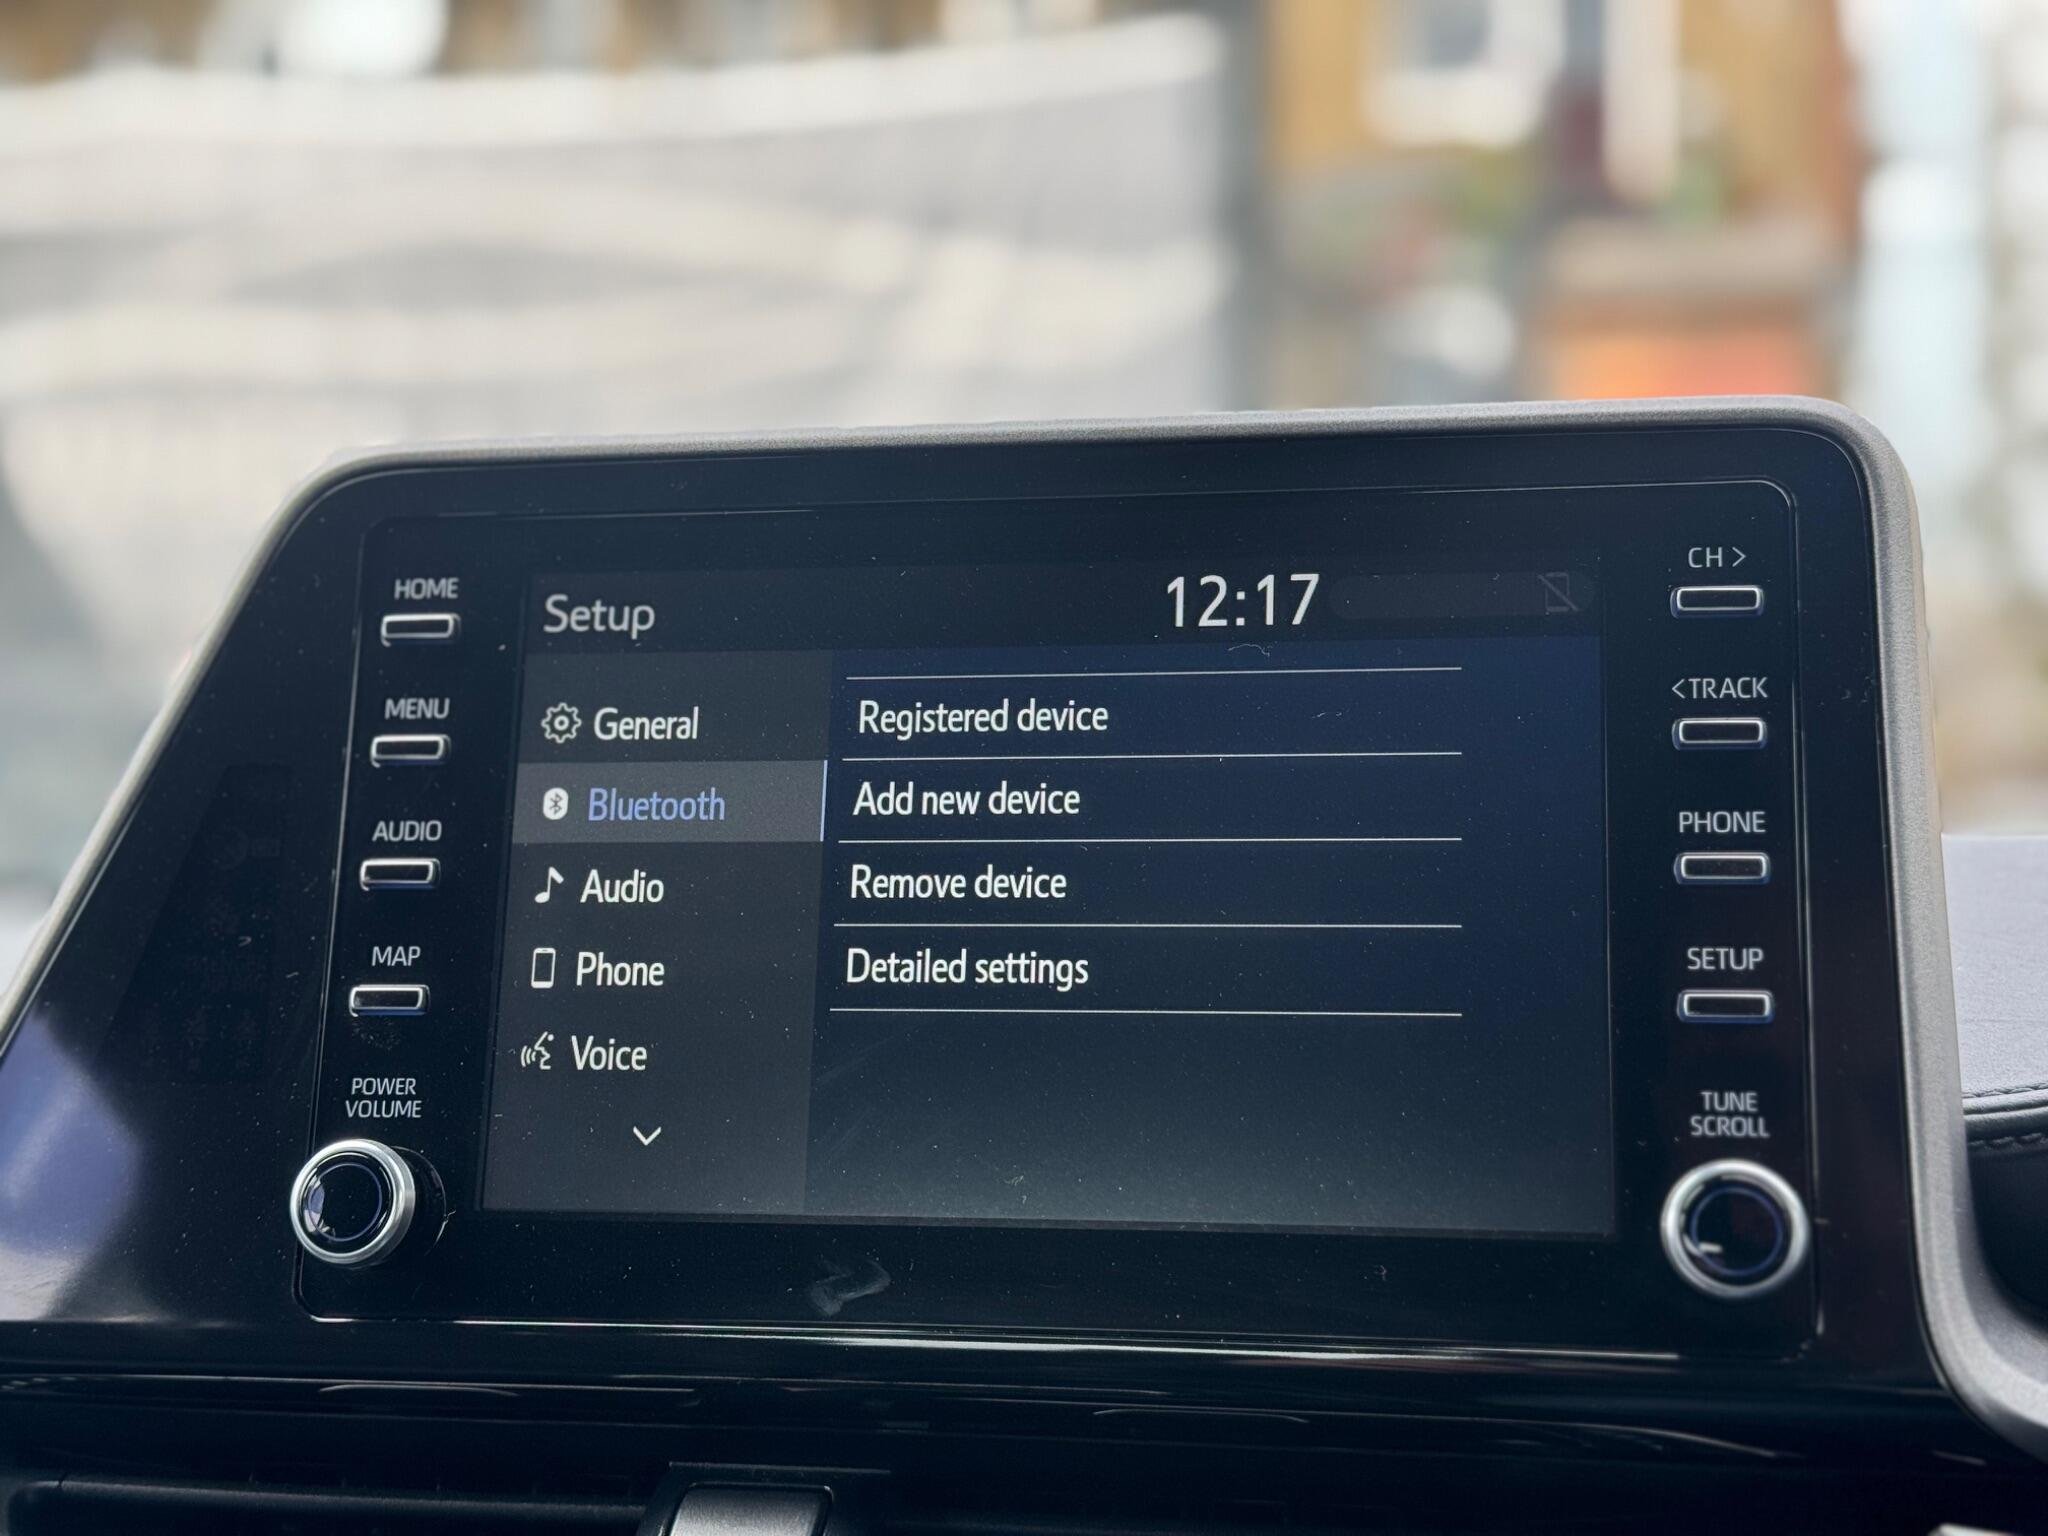 HOME
MENU
AUDIO
MAP
POWER
VOLUME
Setup
12:17
General
Bluetooth
Audio
Phone
Voice
Registered device
Add new device
Remove device
Detailed settings
CH >
< TRACK
PHONE
SETUP
TUNE
SCROLL